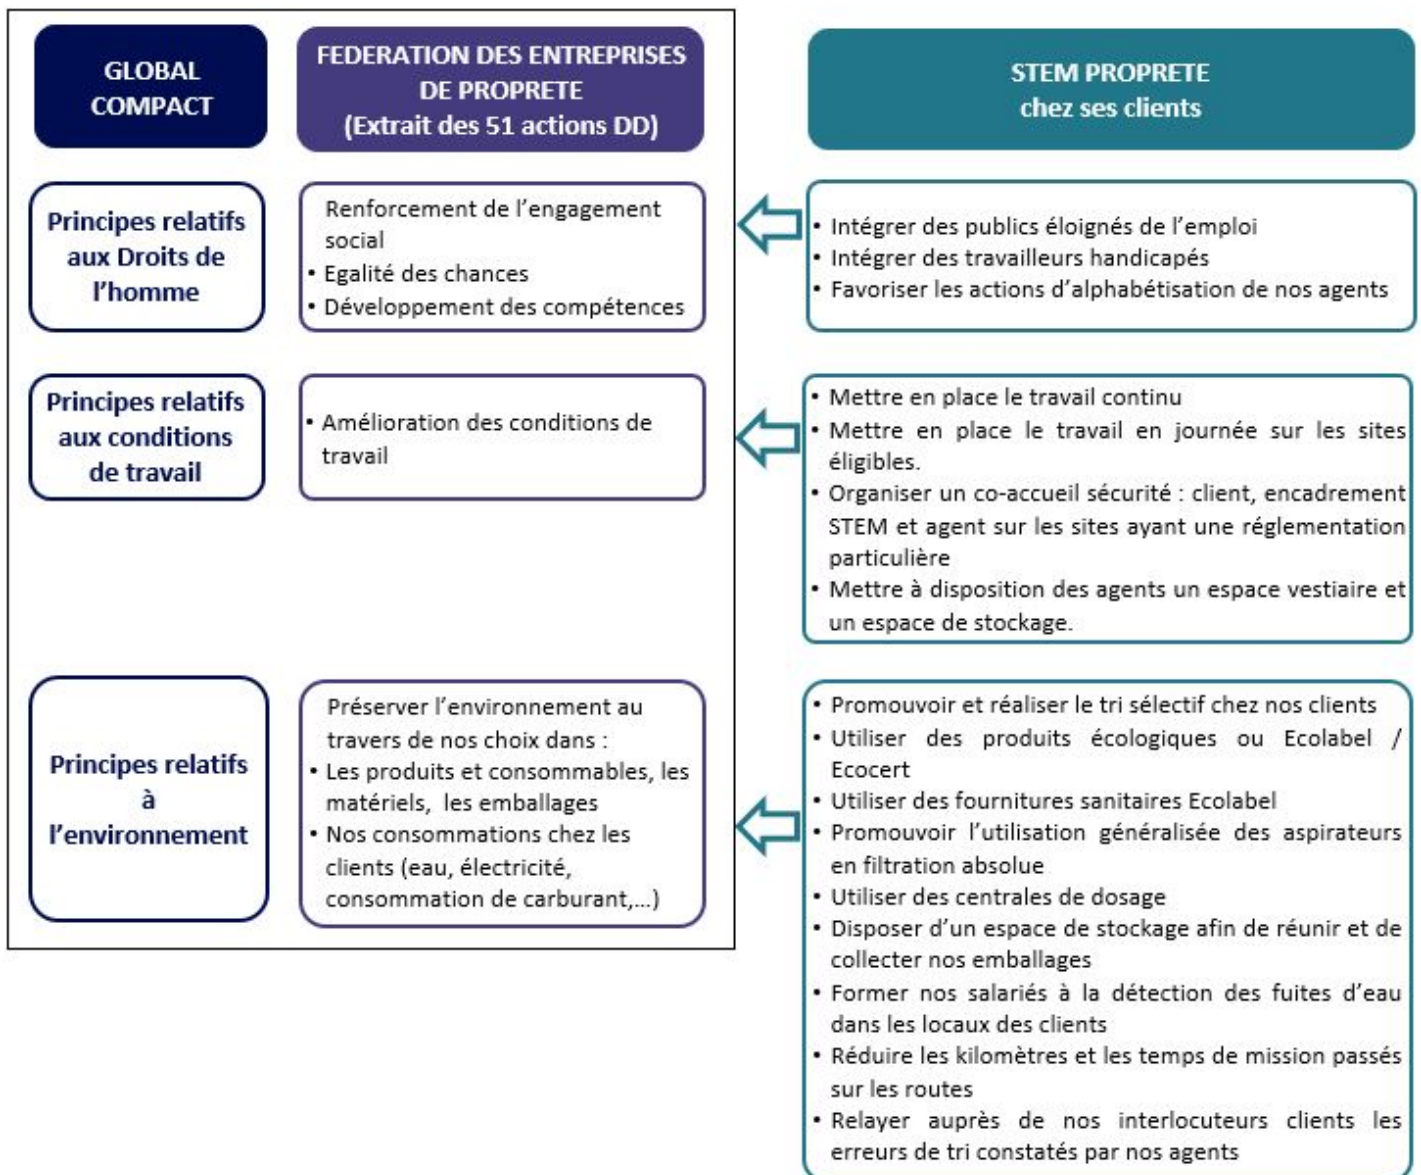 GLOBAL
COMPACT
FEDERATION DES ENTREPRISES
DE PROPRETE
(Extrait des 51 actions DD)
STEM PROPRETE
chez ses clients
Principes relatifs
aux Droits de
l’homme
Renforcement de l’engagement
social
• Egalité des chances
• Développement des compétences
• Intégrer des publics éloignés de l’emploi
• Intégrer des travailleurs handicapés
• Favoriser les actions d’alphabétisation de nos agents
Principes relatifs
aux conditions
de travail
• Amélioration des conditions de
travail
• Mettre en place le travail continu
• Mettre en place le travail en journée sur les sites
éligibles.
• Organiser un co-accueil sécurité : client, encadrement
STEM et agent sur les sites ayant une réglementation
particulière
• Mettre à disposition des agents un espace vestiaire et
un espace de stockage.
Principes relatifs
à
l’environnement
Préserver l’environnement au
travers de nos choix dans :
• Les produits et consommables, les
matériels, les emballages
• Nos consommations chez les
clients (eau, électricité,
consommation de carburant,...)
• Promouvoir et réaliser le tri sélectif chez nos clients
• Utiliser des produits écologiques ou Ecolabel /
Ecocert
• Utiliser des fournitures sanitaires Ecolabel
• Promouvoir l’utilisation généralisée des aspirateurs
en filtration absolue
• Utiliser des centrales de dosage
• Disposer d’un espace de stockage afin de réunir et de
collecter nos emballages
• Former nos salariés à la détection des fuites d’eau
dans les locaux des clients
• Réduire les kilomètres et les temps de mission passés
sur les routes
• Relayer auprès de nos interlocuteurs clients les
erreurs de tri constatés par nos agents